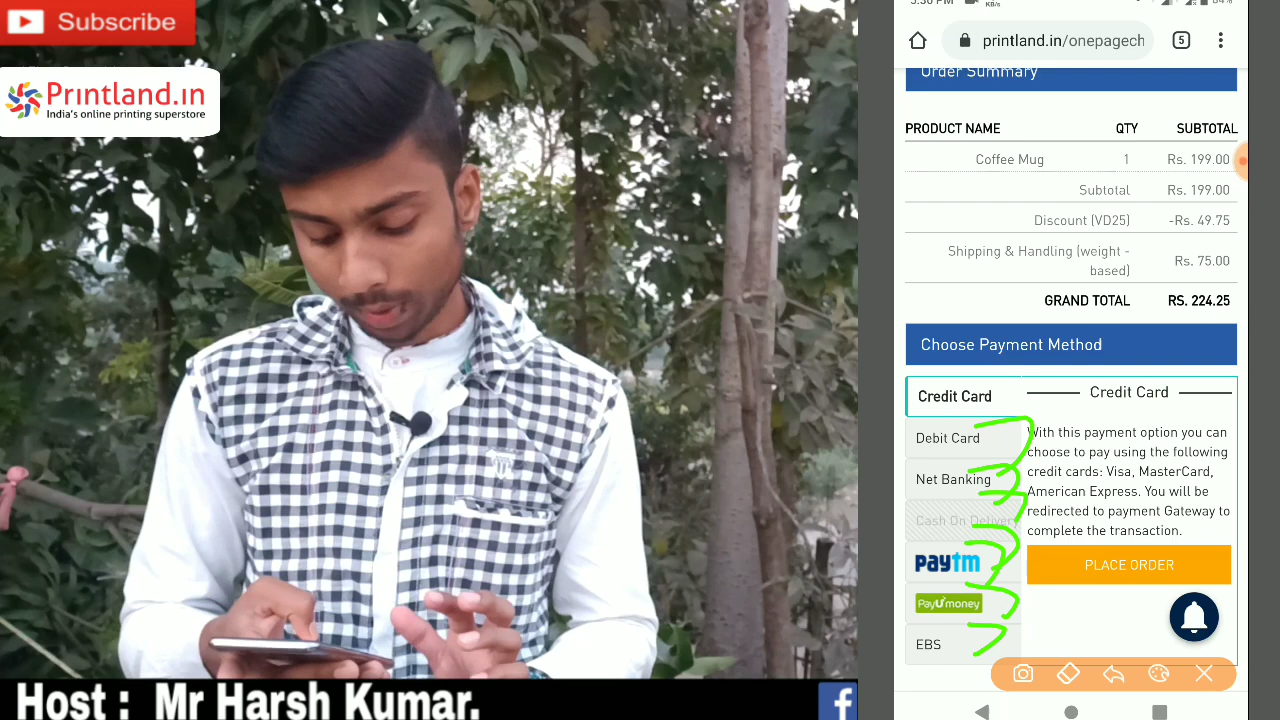 Subscribe
Printland.in
India's online printing superstore
Host : Mr Harsh Kumar.
f
KB/s
printland.in/onepagech
5
Order Summary
PRODUCT NAME QTY SUBTOTAL
Coffee Mug 1 Rs. 199.00
Subtotal Rs. 199.00
Discount (VD25) -Rs. 49.75
Shipping & Handling (weight -
based) Rs. 75.00
GRAND TOTAL RS. 224.25
Choose Payment Method
Credit Card
Debit Card
Net Banking
Cash On Delivery
paytm
PayUmoney
EBS
Credit Card
With this payment option you can
choose to pay using the following
credit cards: Visa, MasterCard,
American Express. You will be
redirected to payment Gateway to
complete the transaction.
PLACE ORDER